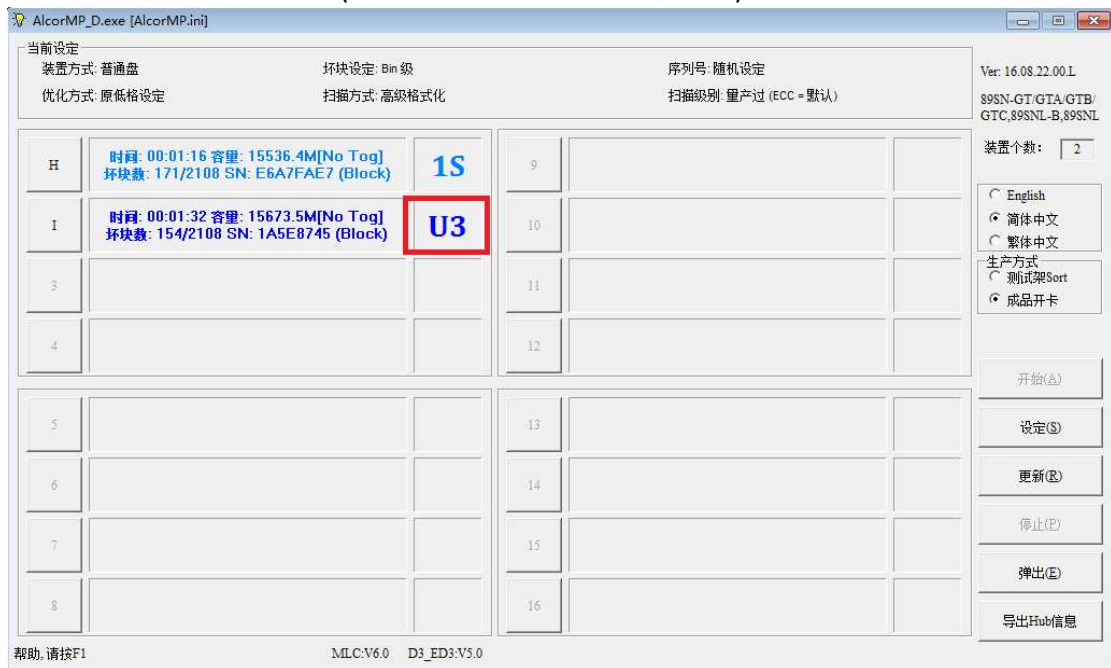 AlcorMP_D.exe [AlcorMP.ini]
当前设定
装置方式: 普通盘 坏块设定: Bin 级 序列号: 随机设定
优化方式: 原低格设定 扫描方式: 高级格式化 扫描级别: 量产过 (ECC = 默认)
Ver: 16.08.22.00.L
89SN-GT/GTA/GTB/
GTC,89SNL-B,89SNL
装置个数: 2
H
时间: 00:01:16 容量: 15536.4M[No Tog]
坏块数: 171/2108 SN: E6A7FAE7 (Block)
1S
I
时间: 00:01:32 容量: 15673.5M[No Tog]
坏块数: 154/2108 SN: 1A5E8745 (Block)
U3
3
4
5
6
7
8
9
10
11
12
13
14
15
16
English
简体中文
繁体中文
生产方式
测试架Sort
成品开卡
开始(A)
设定(S)
更新(R)
停止(P)
弹出(E)
导出Hub信息
帮助, 请按F1 MLC:V6.0 D3_ED3:V5.0